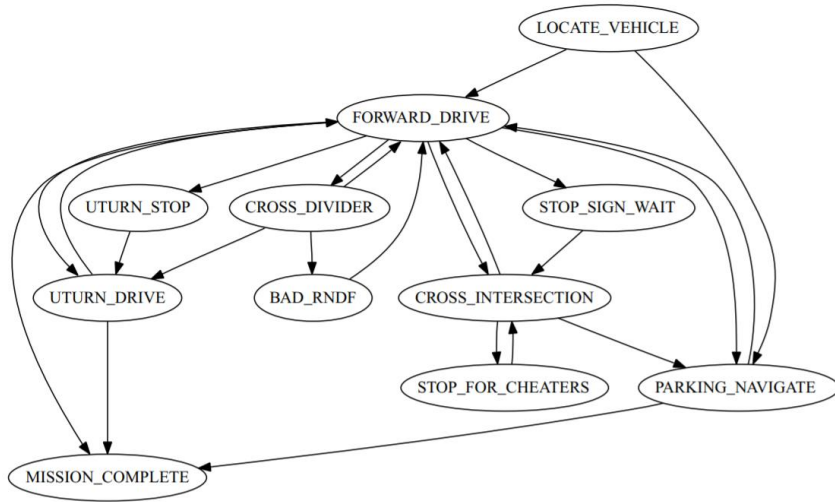 LOCATE_VEHICLE
FORWARD_DRIVE
UTURN_STOP
CROSS_DIVIDER
STOP_SIGN_WAIT
UTURN_DRIVE
BAD_RNDF
CROSS_INTERSECTION
STOP_FOR_CHEATERS
PARKING_NAVIGATE
MISSION_COMPLETE